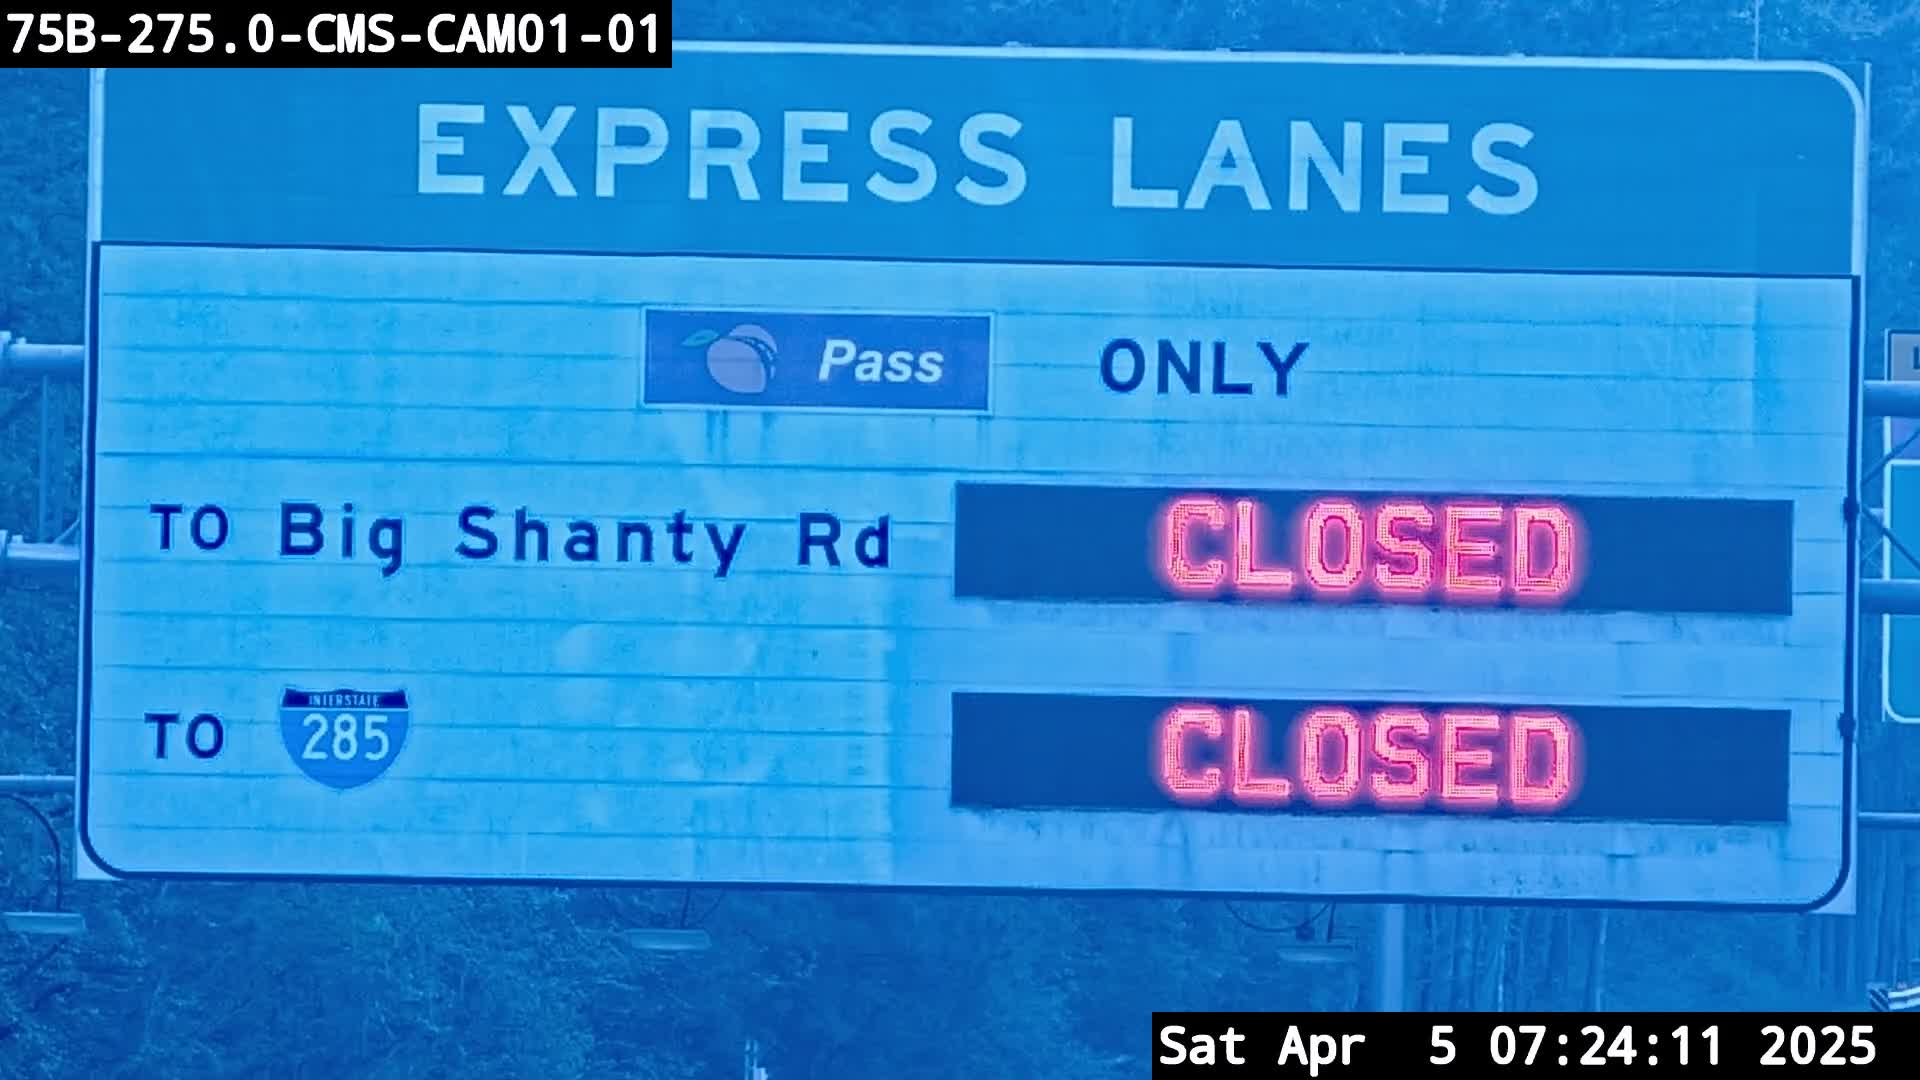 75B-275.0-CMS-CAM01-01
EXPRESS LANES
Pass ONLY
TO Big Shanty Rd CLOSED
TO INTERSTATE 285 CLOSED
Sat Apr 5 07:24:11 2025